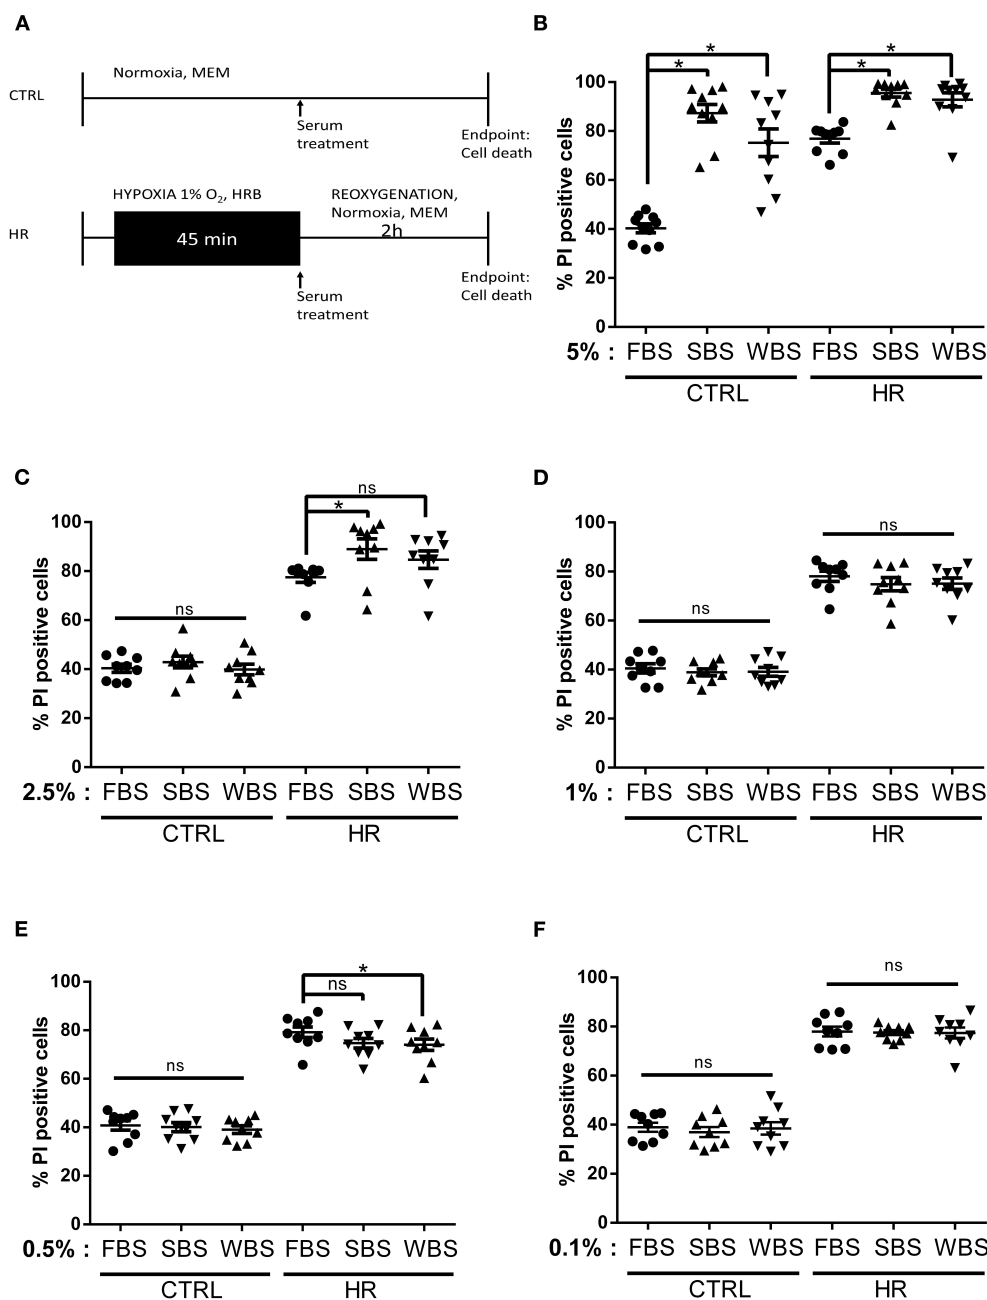 A
CTRL
Normoxia, MEM
Serum
treatment
Endpoint:
Cell death
HYPOXIA 1% O2, HRB
REOXYGENATION,
Normoxia, MEM
2h
HR
45 min
Serum
treatment
Endpoint:
Cell death
B
* *
* *
% PI positive cells
100
80
60
40
20
0
5% : FBS SBS WBS FBS SBS WBS
CTRL HR
C
ns
*
ns
% PI positive cells
100
80
60
40
20
0
2.5% : FBS SBS WBS FBS SBS WBS
CTRL HR
D
ns
ns
% PI positive cells
100
80
60
40
20
0
1% : FBS SBS WBS FBS SBS WBS
CTRL HR
E
*
ns
ns
% PI positive cells
100
80
60
40
20
0
0.5% : FBS SBS WBS FBS SBS WBS
CTRL HR
F
ns
ns
% PI positive cells
100
80
60
40
20
0
0.1% : FBS SBS WBS FBS SBS WBS
CTRL HR